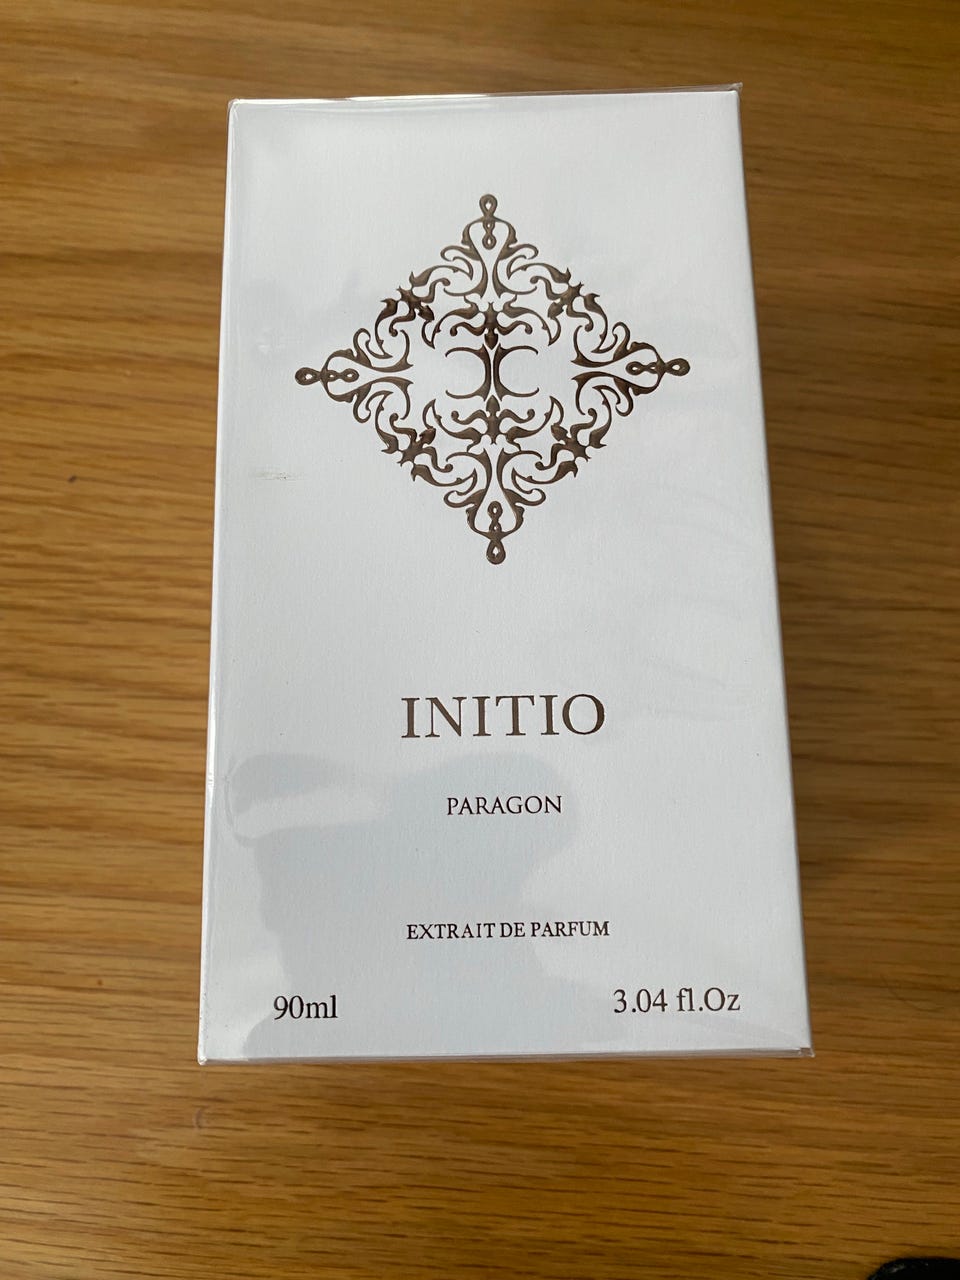 INITIO
PARAGON
EXTRAIT DE PARFUM
90ml 3.04 fl.Oz